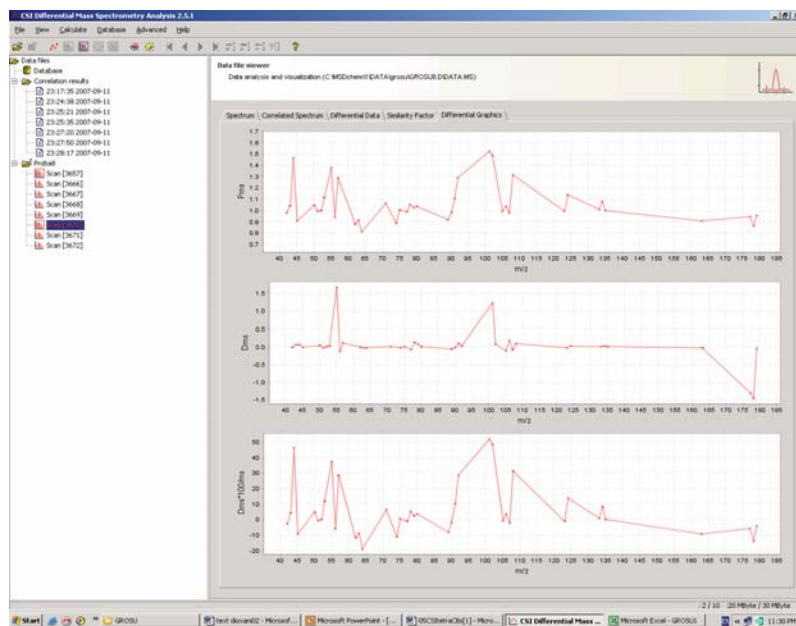 CSI Differential Mass Spectrometry Analysis 2.5.1
File View Calculate Database Advanced Help
Data files
Database
Correlation results
23:17:35 2007-09-11
23:24:38 2007-09-11
23:25:21 2007-09-11
23:25:35 2007-09-11
23:27:20 2007-09-11
23:27:50 2007-09-11
23:28:17 2007-09-11
Proba8
Scan [3657]
Scan [3666]
Scan [3667]
Scan [3668]
Scan [3669]
Scan [3671]
Scan [3672]
Data file viewer
Data analysis and visualization
Spectrum Correlated Spectrum Differential Data Similarity Factor Differential Graphics
Pms
1.7
1.6
1.5
1.4
1.3
1.2
1.1
1.0
0.9
0.8
0.7
40 45 50 55 60 65 70 75 80 85 90 95 100 105 110 115 120 125 130 135 140 145 150 155 160 165 170 175 180 185
m/z
Dms
1.5
1.0
0.5
0.0
-0.5
-1.0
-1.5
40 45 50 55 60 65 70 75 80 85 90 95 100 105 110 115 120 125 130 135 140 145 150 155 160 165 170 175 180 185
m/z
Dms*100/Ims
50
40
30
20
10
0
-10
-20
40 45 50 55 60 65 70 75 80 85 90 95 100 105 110 115 120 125 130 135 140 145 150 155 160 165 170 175 180 185
m/z
2 / 10 20 MByte / 30 MByte
Start GROSU text dioxan02 - Microsof... Microsoft PowerPoint - [... 05CSItetraCBs[1] - Micro... CSI Differential Mass ... Microsoft Excel - GROSU1 11:30 PM